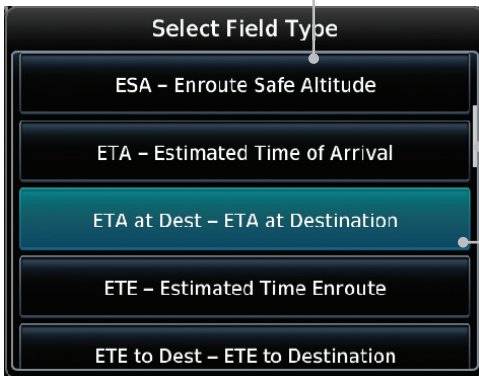 Select Field Type
ESA – Enroute Safe Altitude
ETA – Estimated Time of Arrival
ETA at Dest – ETA at Destination
ETE – Estimated Time Enroute
ETE to Dest – ETE to Destination